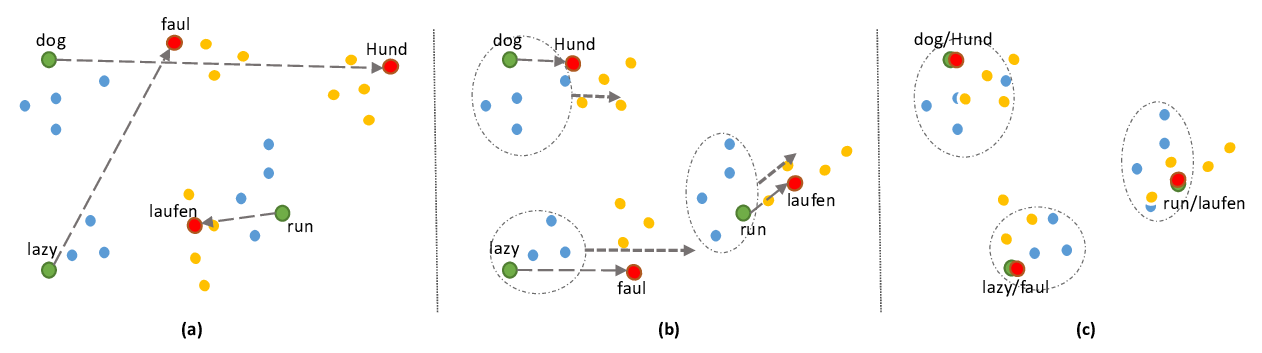 dog
faul
Hund
laufen
run
lazy
(a)
dog
Hund
laufen
run
lazy
faul
(b)
dog/Hund
run/laufen
lazy/faul
(c)